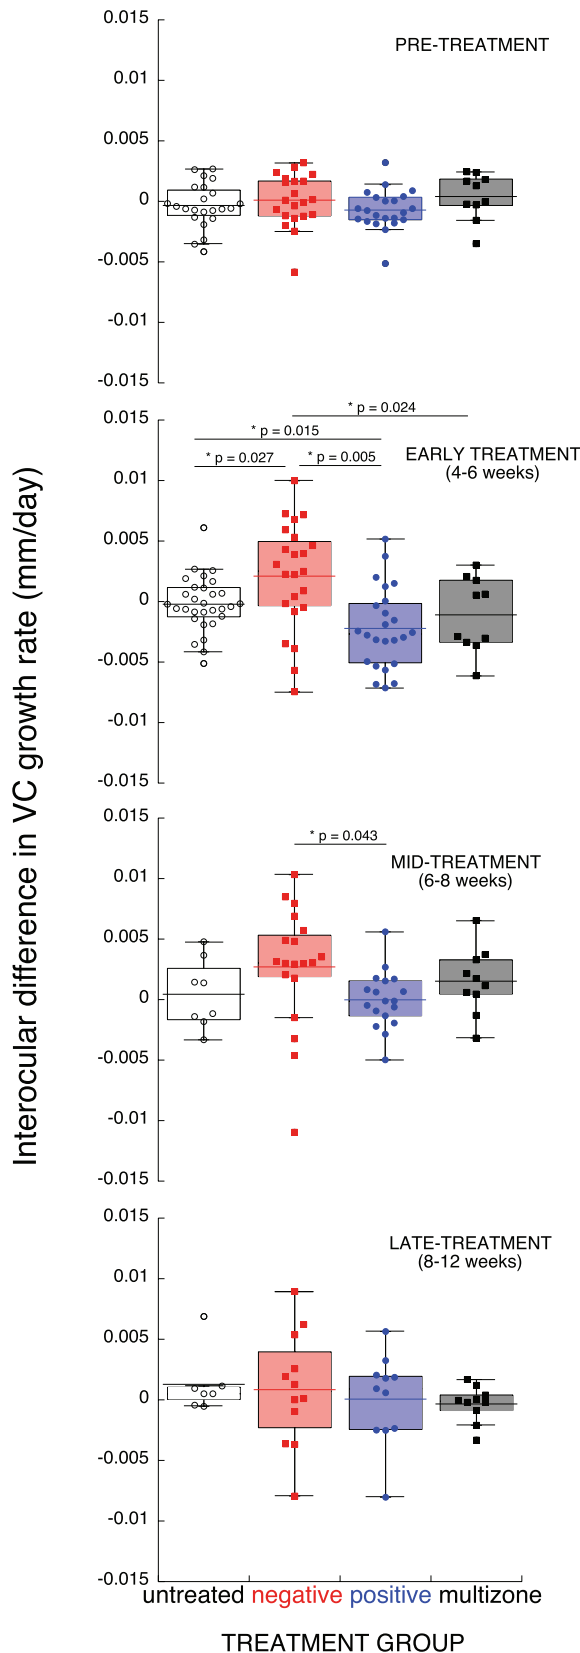 Interocular difference in VC growth rate (mm/day)
0.015
PRE-TREATMENT
0.01
0.005
0
-0.005
-0.01
-0.015
0.015
* p = 0.024
* p = 0.015
EARLY TREATMENT
* p = 0.027
* p = 0.005
(4-6 weeks)
0.01
0.005
0
-0.005
-0.01
-0.015
0.015
* p = 0.043
MID-TREATMENT
(6-8 weeks)
0.01
0.005
0
-0.005
-0.01
-0.015
0.015
LATE-TREATMENT
(8-12 weeks)
0.01
0.005
0
-0.005
-0.01
-0.015
untreated negative positive multizone
TREATMENT GROUP